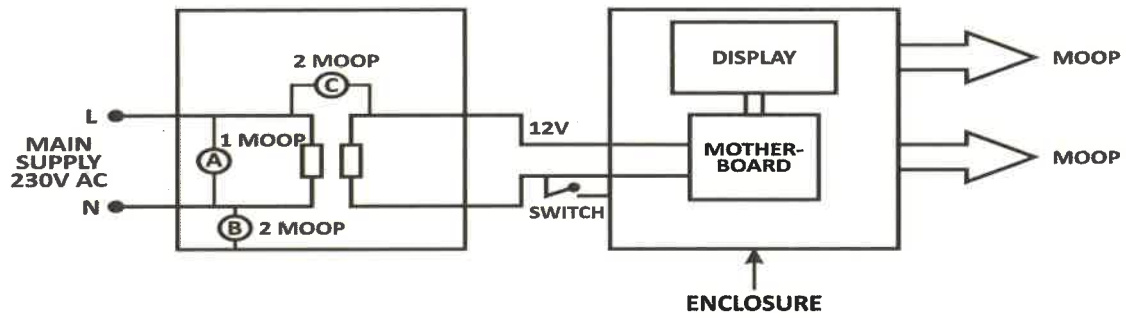 2 MOOP
C
DISPLAY
MOOP
L
MAIN
SUPPLY
230V AC
1 MOOP
A
12V
MOTHER-
BOARD
MOOP
N
SWITCH
B
2 MOOP
ENCLOSURE